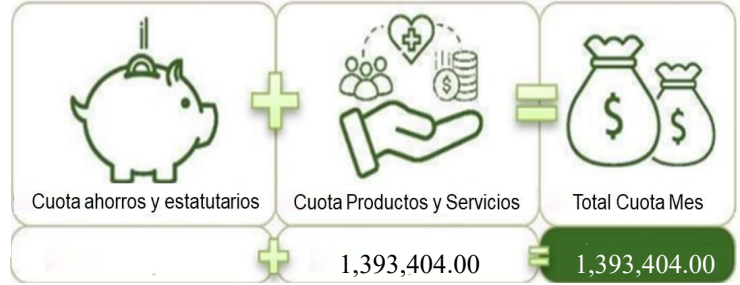 Cuota ahorros y estatutarios
Cuota Productos y Servicios
Total Cuota Mes
1,393,404.00
1,393,404.00